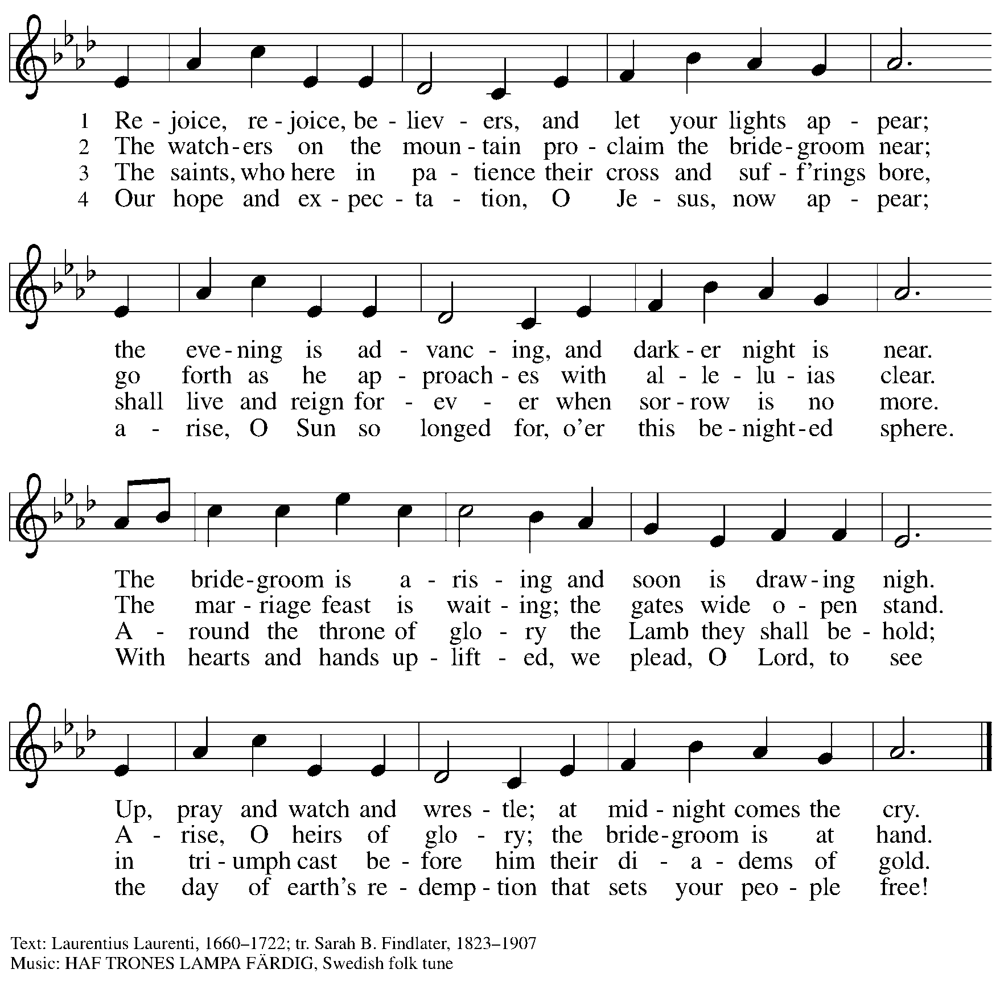 1 Re - joice, re - joice, be - liev - ers, and let your lights ap - pear;
2 The watch - ers on the moun - tain pro - claim the bride - groom near;
3 The saints, who here in pa - tience their cross and suf - f’rings bore,
4 Our hope and ex - pec - ta - tion, O Je - sus, now ap - pear;
the eve - ning is ad - vanc - ing, and dark - er night is near.
go forth as he ap - proach - es with al - le - lu - ias clear.
shall live and reign for - ev - er when sor - row is no more.
a - rise, O Sun so longed for, o’er this be - night - ed sphere.
The bride - groom is a - ris - ing and soon is draw - ing nigh.
The mar - riage feast is wait - ing; the gates wide o - pen stand.
A - round the throne of glo - ry the Lamb they shall be - hold;
With hearts and hands up - lift - ed, we plead, O Lord, to see
Up, pray and watch and wres - tle; at mid - night comes the cry.
A - rise, O heirs of glo - ry; the bride - groom is at hand.
in tri - umph cast be - fore him their di - a - dems of gold.
the day of earth’s re - demp - tion that sets your peo - ple free!
Text: Laurentius Laurenti, 1660–1722; tr. Sarah B. Findlater, 1823–1907
Music: HAF TRONES LAMPA FÄRDIG, Swedish folk tune